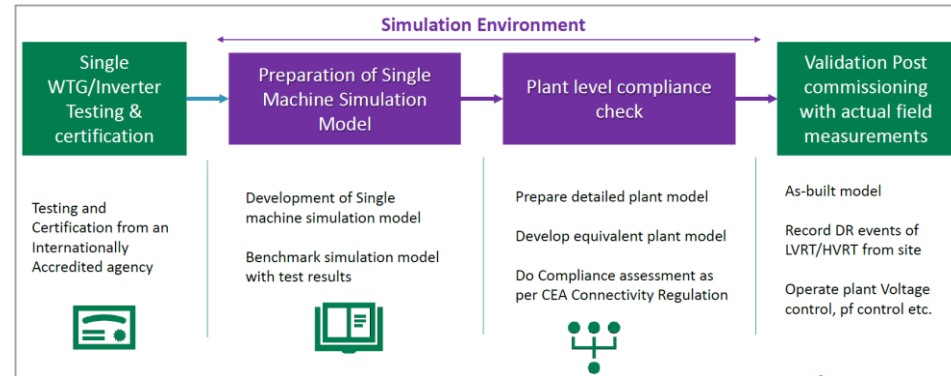 Simulation Environment
Single
WTG/Inverter
Testing &
certification
Preparation of Single
Machine Simulation
Model
Plant level compliance
check
Validation Post
commissioning
with actual field
measurements
Testing and
Certification from an
Internationally
Accredited agency
Development of Single
machine simulation model
Benchmark simulation model
with test results
Prepare detailed plant model
Develop equivalent plant model
Do Compliance assessment as
per CEA Connectivity Regulation
As-built model
Record DR events of
LVRT/HVRT from site
Operate plant Voltage
control, pf control etc.